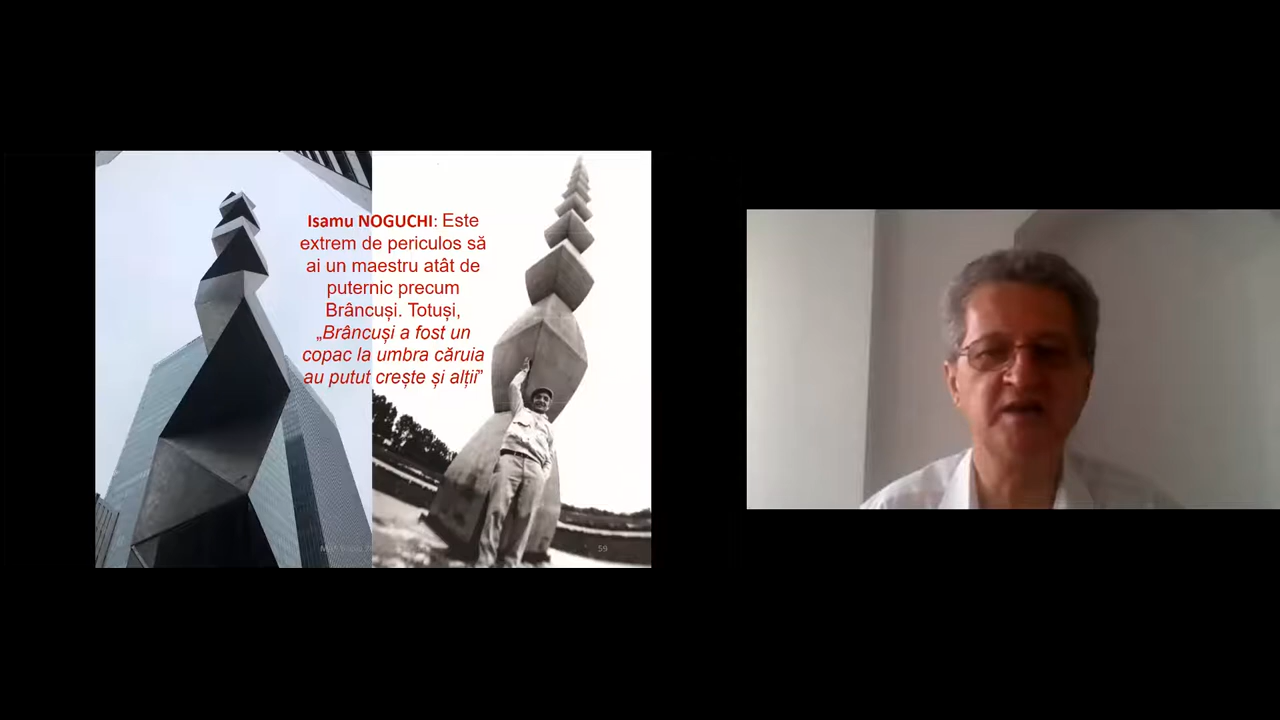 Isamu NOGUCHI: Este
extrem de periculos să
ai un maestru atât de
puternic precum
Brâncuși. Totuși,
„Brâncuși a fost un
copac la umbra căruia
au putut crește și alții”
59